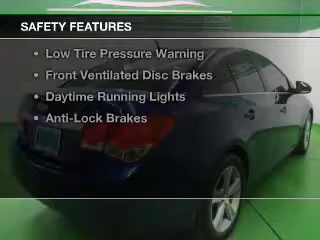 SAFETY FEATURES
• Low Tire Pressure Warning
• Front Ventilated Disc Brakes
• Daytime Running Lights
• Anti-Lock Brakes